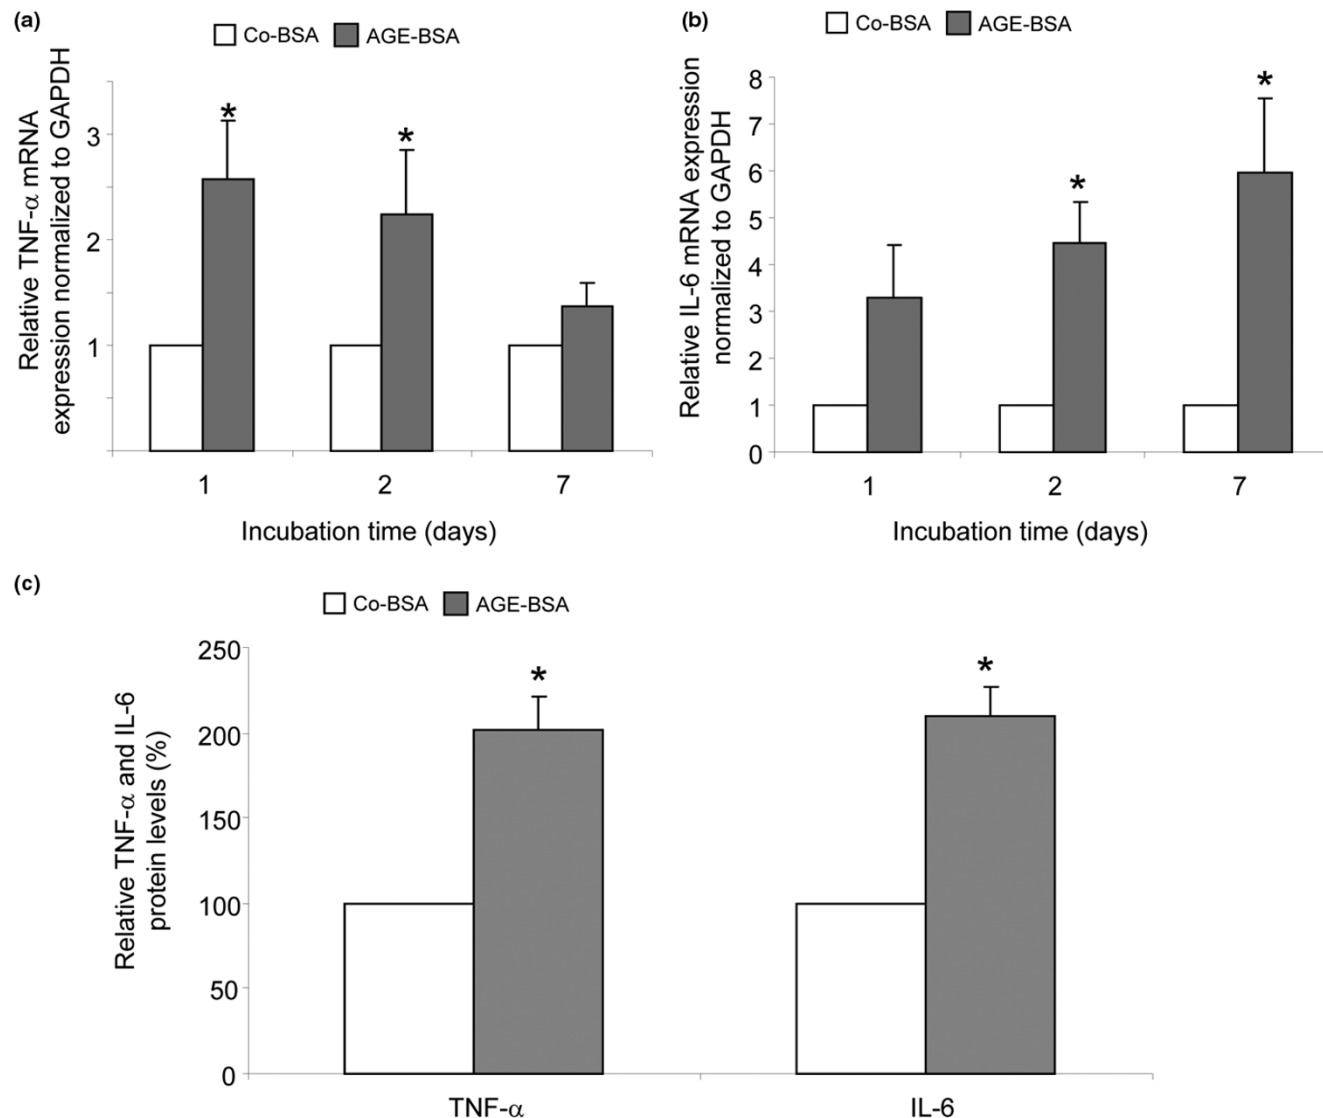 (a)
Co-BSA AGE-BSA
Relative TNF-α mRNA
expression normalized to GAPDH
3
2
1
*
*
1 2 7
Incubation time (days)
(b)
Co-BSA AGE-BSA
Relative IL-6 mRNA expression
normalized to GAPDH
8
7
6
5
4
3
2
1
0
*
*
1 2 7
Incubation time (days)
(c)
Co-BSA AGE-BSA
Relative TNF-α and IL-6
protein levels (%)
250
200
150
100
50
0
*
*
TNF-α IL-6